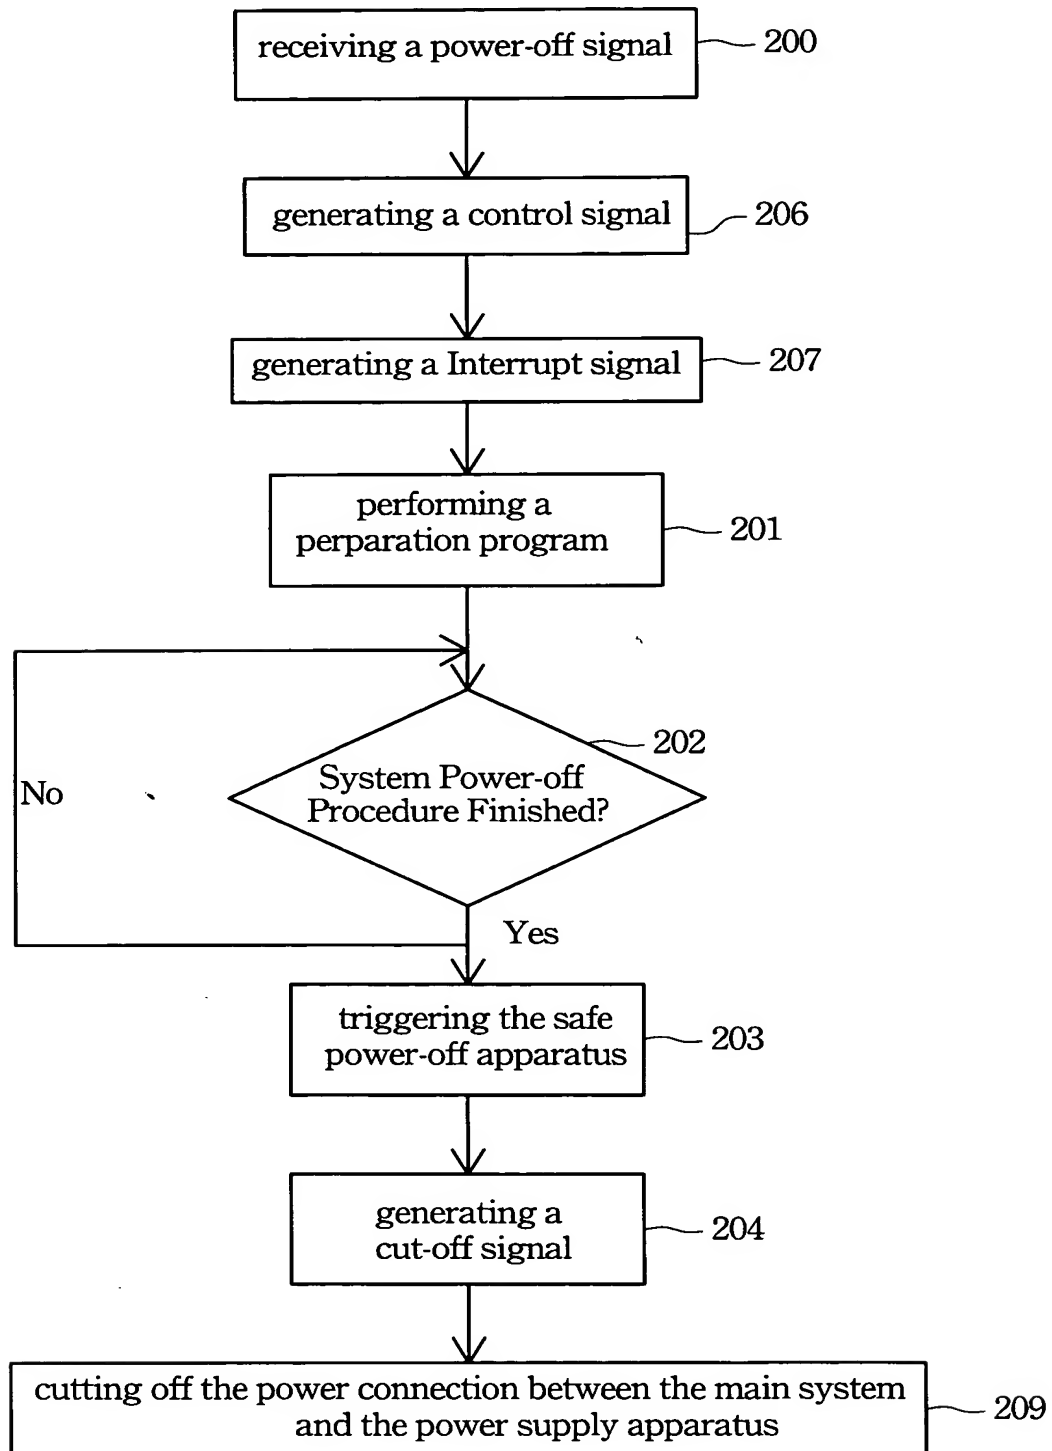 receiving a power-off signal
200
generating a control signal
206
generating a Interrupt signal
207
performing a
perparation program
201
202
System Power-off
Procedure Finished?
No
Yes
triggering the safe
power-off apparatus
203
generating a
cut-off signal
204
cutting off the power connection between the main system
and the power supply apparatus
209